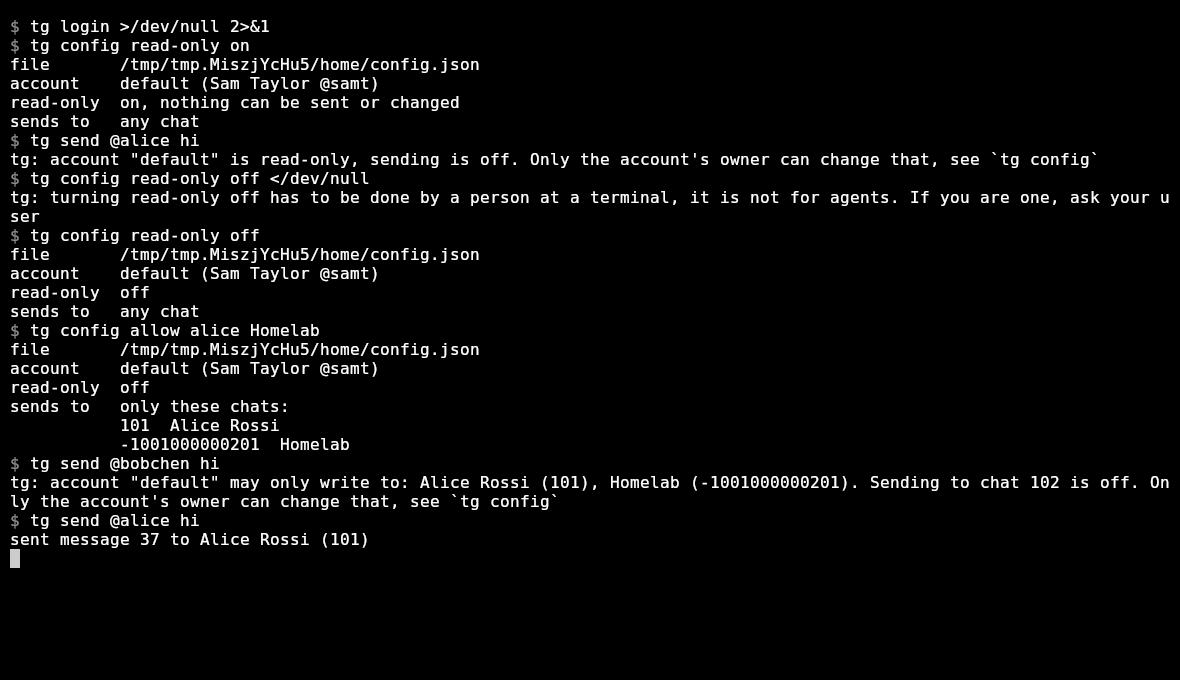 $ tg login >/dev/null 2>&1
$ tg config read-only on
file       /tmp/tmp.MiszjYcHu5/home/config.json
account    default (Sam Taylor @samt)
read-only  on, nothing can be sent or changed
sends to   any chat
$ tg send @alice hi
tg: account "default" is read-only, sending is off. Only the account's owner can change that, see `tg config`
$ tg config read-only off </dev/null
tg: turning read-only off has to be done by a person at a terminal, it is not for agents. If you are one, ask your u
ser
$ tg config read-only off
file       /tmp/tmp.MiszjYcHu5/home/config.json
account    default (Sam Taylor @samt)
read-only  off
sends to   any chat
$ tg config allow alice Homelab
file       /tmp/tmp.MiszjYcHu5/home/config.json
account    default (Sam Taylor @samt)
read-only  off
sends to   only these chats:
           101  Alice Rossi
           -1001000000201  Homelab
$ tg send @bobchen hi
tg: account "default" may only write to: Alice Rossi (101), Homelab (-1001000000201). Sending to chat 102 is off. On
ly the account's owner can change that, see `tg config`
$ tg send @alice hi
sent message 37 to Alice Rossi (101)